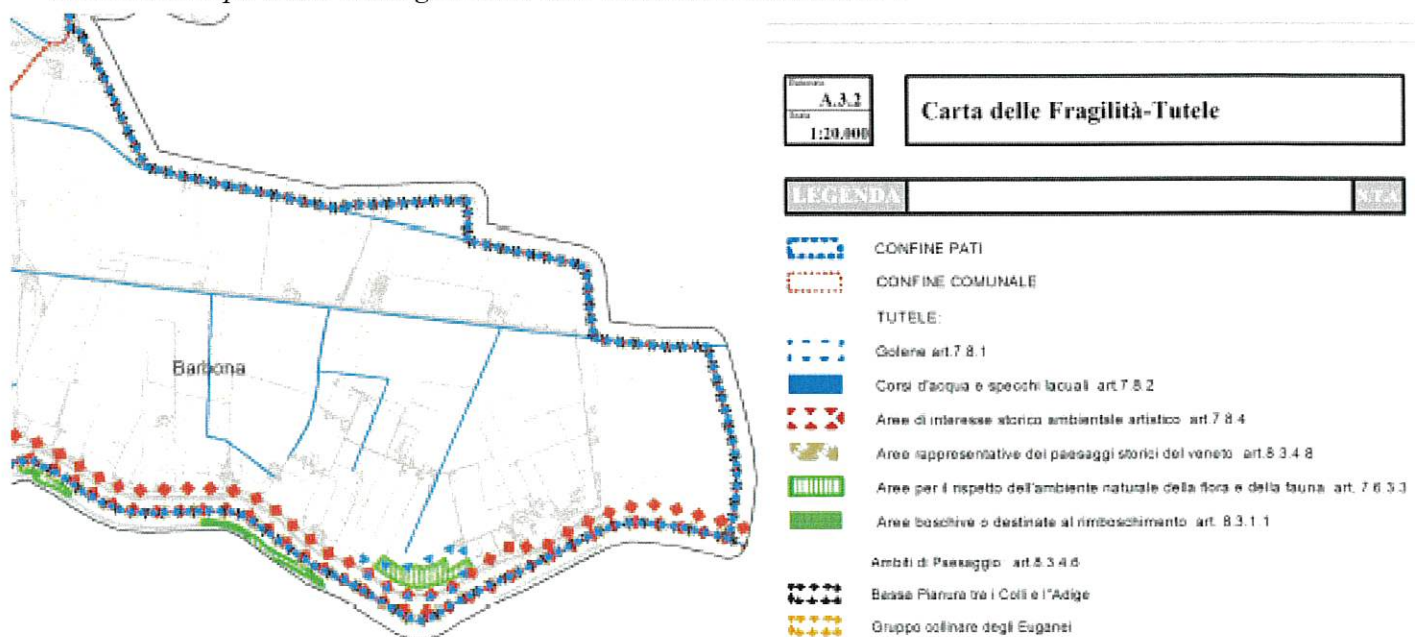 Barbona
Elaborato
A.3.2
Scala
1:20.000
Carta delle Fragilità-Tutele
LEGENDA
CONFINE PATI
CONFINE COMUNALE
TUTELE:
Golene art.7.8.1
Corsi d'acqua e specchi lacuali art.7.8.2
Aree di interesse storico ambientale artistico art.7.8.4
Aree rappresentative dei paesaggi storici del veneto art.8.3.4.8
Aree per il rispetto dell'ambiente naturale della flora e della fauna art. 7.6.3.3
Aree boschive o destinate al rimboschimento art. 8.3.1.1
Ambiti di Paesaggio art.8.3.4.6
Bassa Pianura tra i Colli e l"Adige
Gruppo collinare degli Euganei